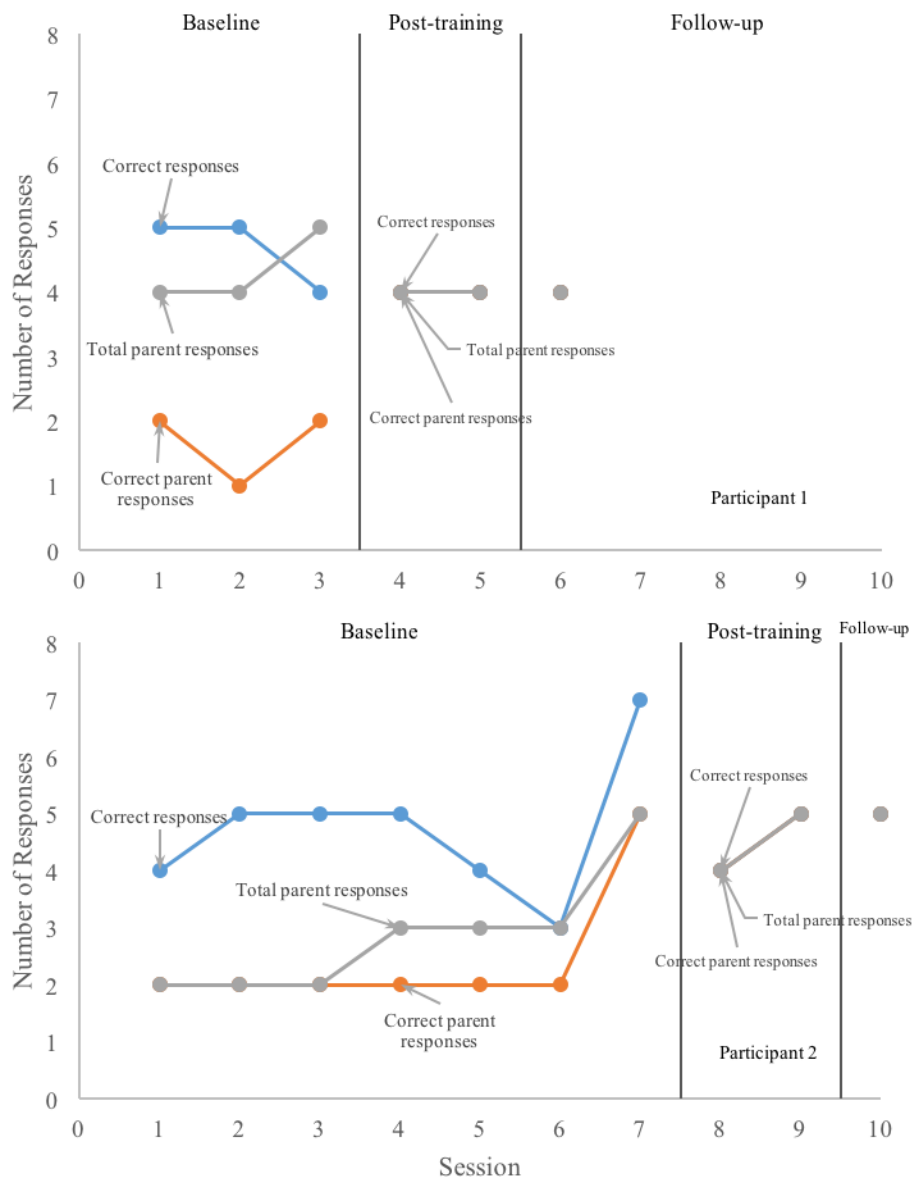 Baseline Post-training Follow-up
8
7
6
5
4
3
2
1
0
Number of Responses
Correct responses
Total parent responses
Correct parent
responses
Correct responses
Total parent responses
Correct parent responses
Participant 1
0 1 2 3 4 5 6 7 8 9 10
Baseline Post-training Follow-up
8
7
6
5
4
3
2
1
0
Number of Responses
Correct responses
Total parent responses
Correct parent
responses
Correct responses
Total parent responses
Correct parent responses
Participant 2
0 1 2 3 4 5 6 7 8 9 10
Session